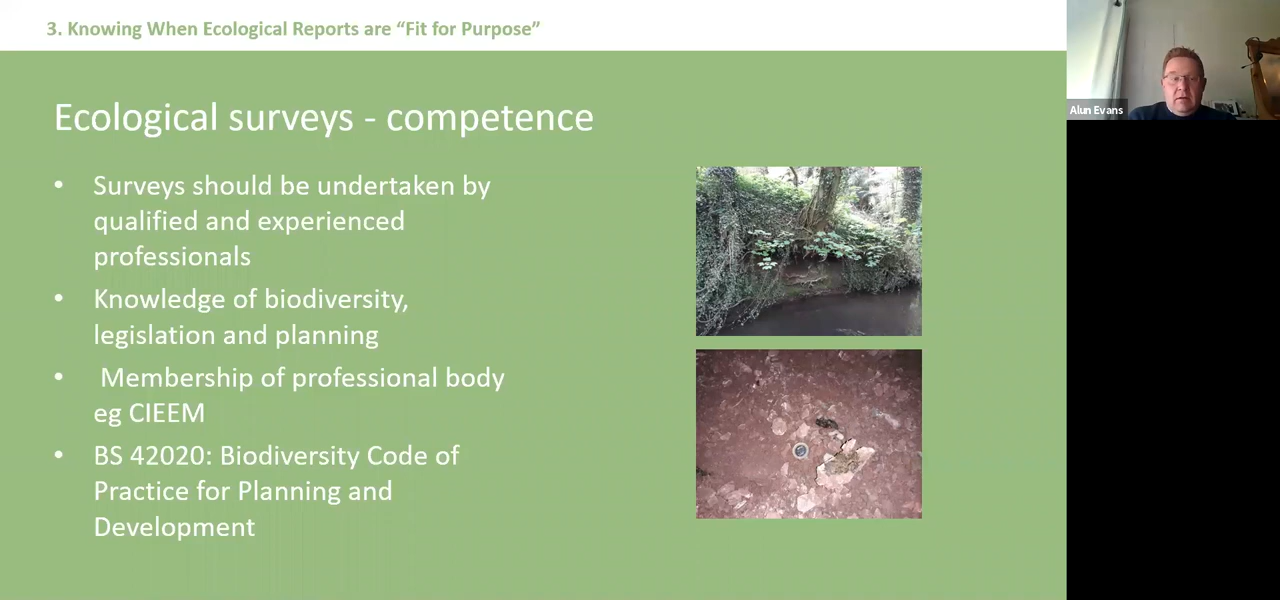 3. Knowing When Ecological Reports are “Fit for Purpose”
Alun Evans
Ecological surveys - competence
• Surveys should be undertaken by
qualified and experienced
professionals
• Knowledge of biodiversity,
legislation and planning
• Membership of professional body
eg CIEEM
• BS 42020: Biodiversity Code of
Practice for Planning and
Development